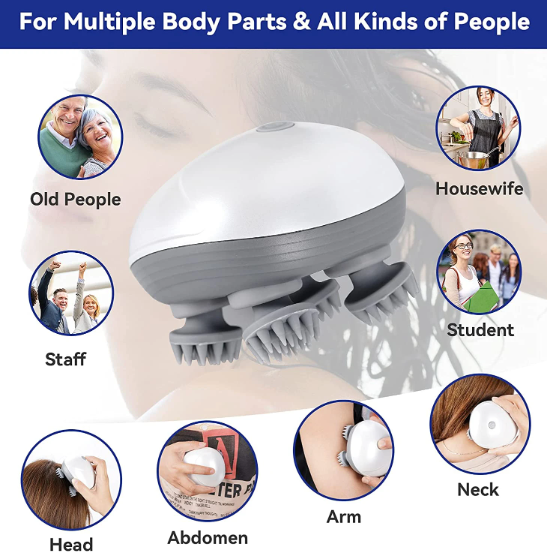 For Multiple Body Parts & All Kinds of People
Old People
Housewife
Staff
Student
Head
Abdomen
Arm
Neck